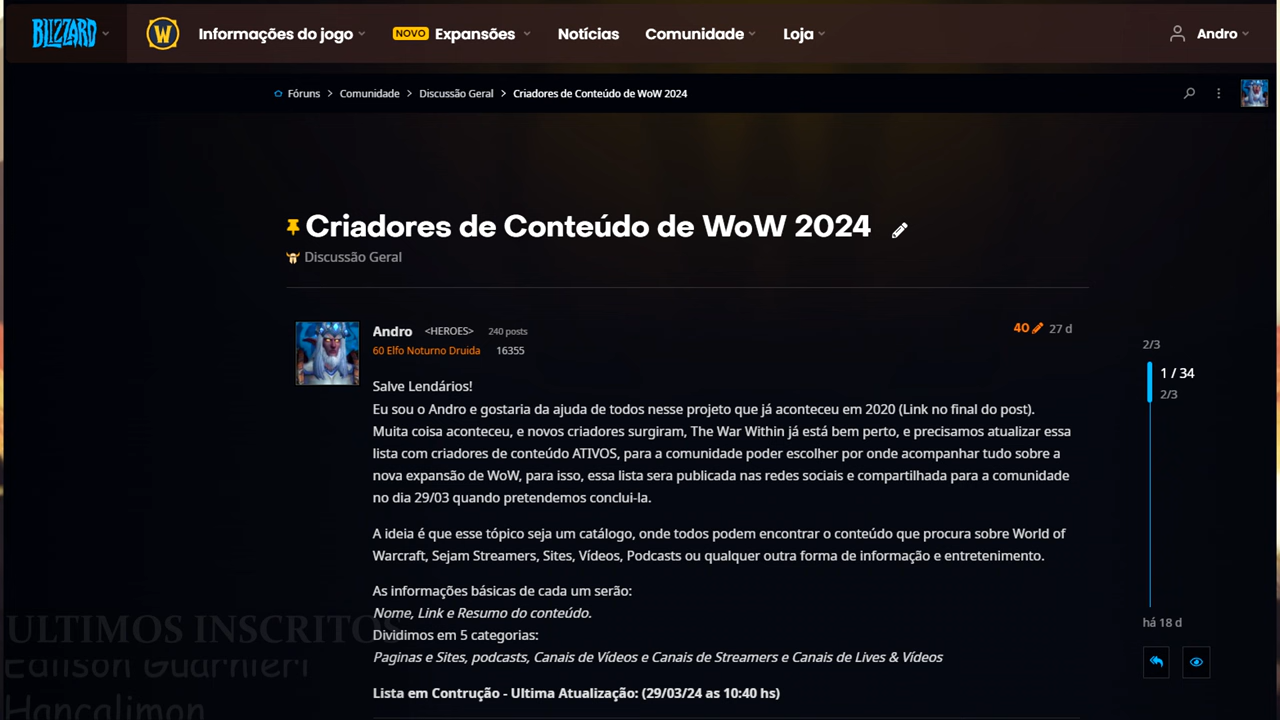 BLIZZARD
W
Informações do jogo
NOVO Expansões
Notícias
Comunidade
Loja
Andro
Fóruns > Comunidade > Discussão Geral > Criadores de Conteúdo de WoW 2024
Criadores de Conteúdo de WoW 2024
Discussão Geral
Andro <HEROES> 240 posts
40 27 d
60 Elfo Noturno Druida 16355
2/3
1 / 34
2/3
Salve Lendários!
Eu sou o Andro e gostaria da ajuda de todos nesse projeto que já aconteceu em 2020 (Link no final do post).
Muita coisa aconteceu, e novos criadores surgiram, The War Within já está bem perto, e precisamos atualizar essa
lista com criadores de conteúdo ATIVOS, para a comunidade poder escolher por onde acompanhar tudo sobre a
nova expansão de WoW, para isso, essa lista sera publicada nas redes sociais e compartilhada para a comunidade
no dia 29/03 quando pretendemos conclui-la.
A ideia é que esse tópico seja um catálogo, onde todos podem encontrar o conteúdo que procura sobre World of
Warcraft, Sejam Streamers, Sites, Vídeos, Podcasts ou qualquer outra forma de informação e entretenimento.
As informações básicas de cada um serão:
Nome, Link e Resumo do conteúdo.
Dividimos em 5 categorias:
Paginas e Sites, podcasts, Canais de Vídeos e Canais de Streamers e Canais de Lives & Vídeos
Lista em Contrução - Ultima Atualização: (29/03/24 as 10:40 hs)
há 18 d
ULTIMOS INSCRITOS
Edilson Guarnieri
Hancalimon